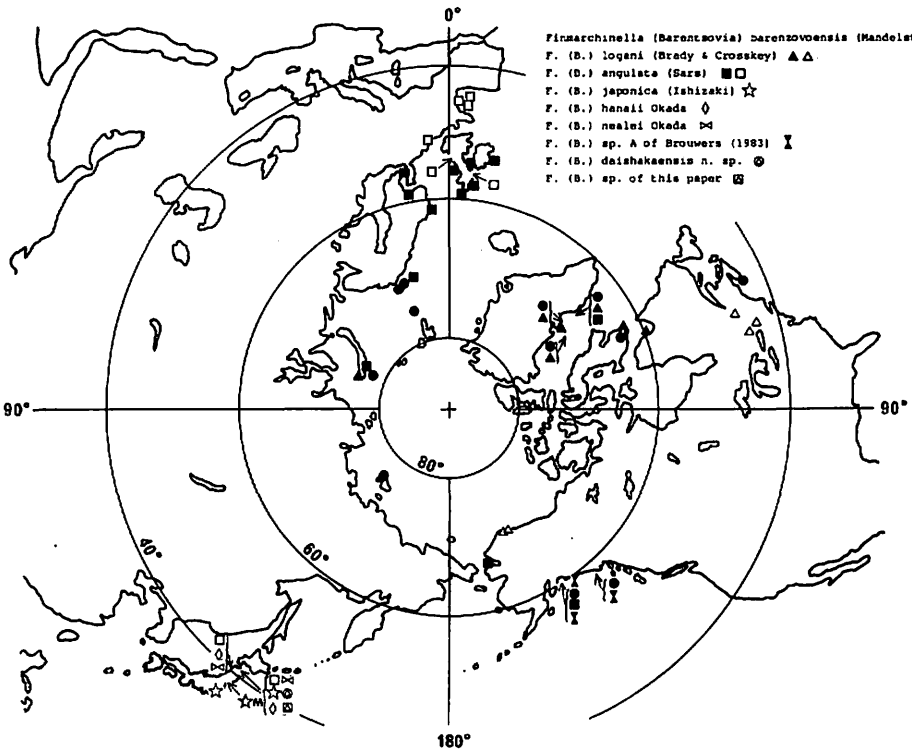 0°
Finmarchinella (Barentsovia) barenzovoensis (Mandelst
F. (B.) logani (Brady & Crosskey)
F. (B.) angulata (Sars)
F. (B.) japonica (Ishizaki)
F. (B.) hanaii Okada
F. (B.) nealei Okada
F. (B.) sp. A of Brouwers (1983)
F. (B.) daishakaensis n. sp.
F. (B.) sp. of this paper
90°
90°
80°
60°
40°
180°